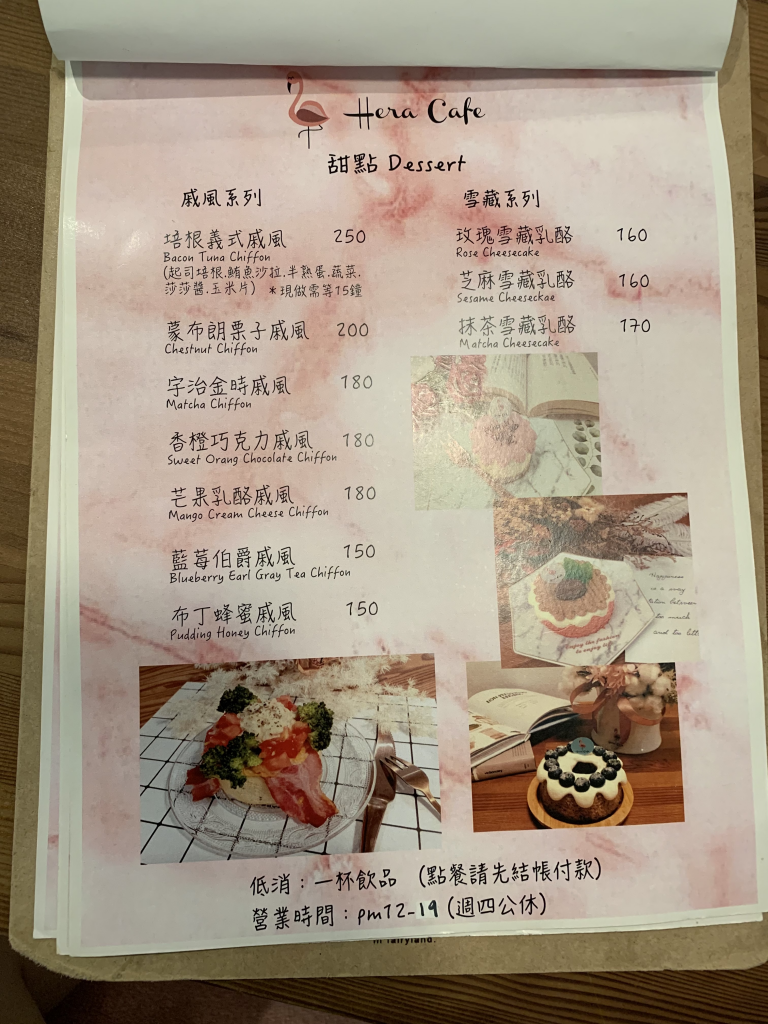 Hera Cafe
甜點 Dessert
戚風系列
培根義式戚風 250
Bacon Tuna Chiffon
(起司培根.鮪魚沙拉.半熟蛋.蔬菜.
莎莎醬.玉米片) *現做需等15鐘
蒙布朗栗子戚風 200
Chestnut Chiffon
宇治金時戚風 180
Matcha Chiffon
香橙巧克力戚風 180
Sweet Orang Chocolate Chiffon
芒果乳酪戚風 180
Mango Cream Cheese Chiffon
藍莓伯爵戚風 150
Blueberry Earl Gray Tea Chiffon
布丁蜂蜜戚風 150
Pudding Honey Chiffon
雪藏系列
玫瑰雪藏乳酪 160
Rose Cheesecake
芝麻雪藏乳酪 160
Sesame Cheeseckae
抹茶雪藏乳酪 170
Matcha Cheesecake
低消：一杯飲品 (點餐請先結帳付款)
營業時間：pm12-19 (週四公休)
in fairyland.